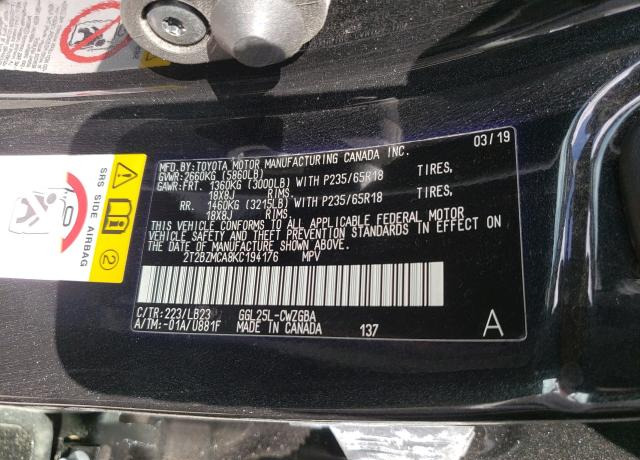 MFD.BY:TOYOTA MOTOR MANUFACTURING CANADA INC. 03/19
GVWR:2660KG (5860LB)
GAWR:FRT. 1360KG (3000LB) WITH P235/65R18 TIRES,
18X8J RIMS,
RR. 1460KG (3215LB) WITH P235/65R18 TIRES,
18X8J RIMS,
THIS VEHICLE CONFORMS TO ALL APPLICABLE FEDERAL MOTOR
VEHICLE SAFETY AND THEFT PREVENTION STANDARDS IN EFFECT ON
THE DATE OF MANUFACTURE SHOWN ABOVE.
2T2BZMCA8KC194176 MPV
C/TR:223/LB23 GGL25L-CWZGBA
A/TM:-01A/U881F MADE IN CANADA 137 A
SRS SIDE AIRBAG
2